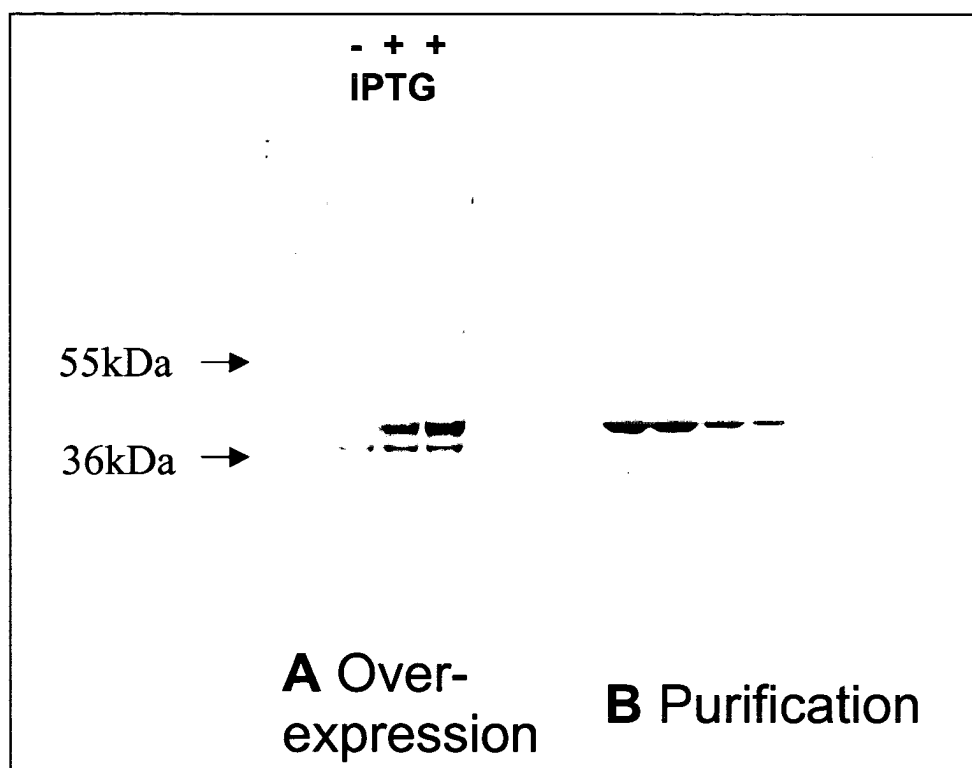 - + +
IPTG
55kDa →
36kDa →
A Over-
expression
B Purification